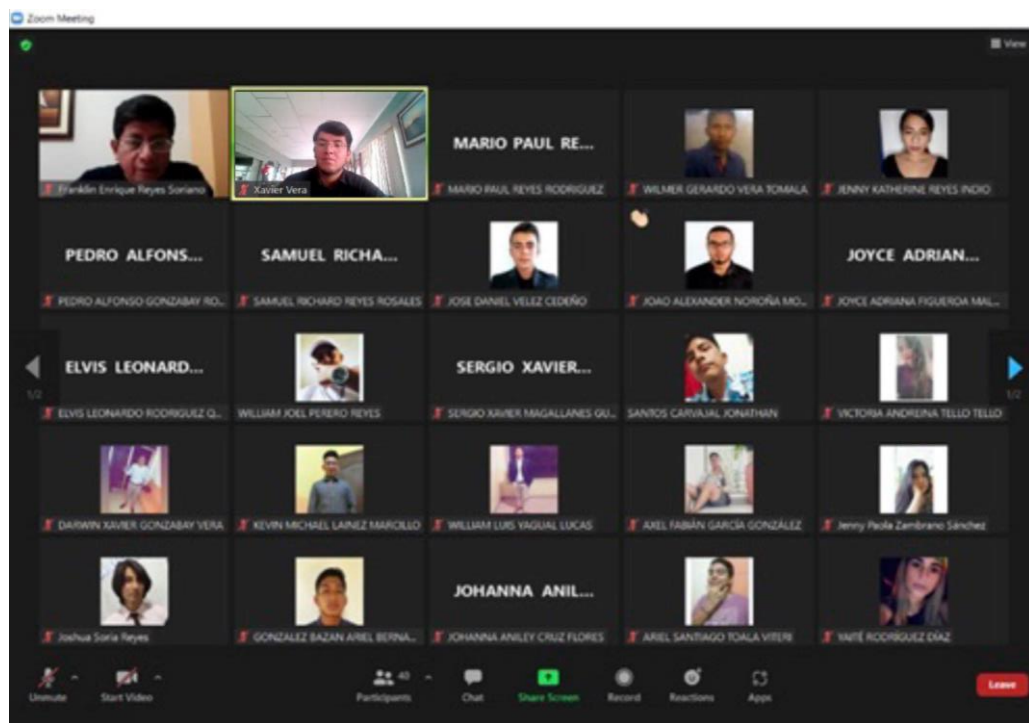 Zoom Meeting
View
Franklin Enrique Reyes Soriano
Xavier Vera
MARIO PAUL RE...
MARIO PAUL REYES RODRIGUEZ
WILMER GERARDO VERA TOMALA
JENNY KATHERINE REYES INCIO
PEDRO ALFONS...
PEDRO ALFONSO GONZABAY RO...
SAMUEL RICHA...
SAMUEL RICHARD REYES ROSALES
JOSE DANIEL VELEZ CEDEÑO
JOAO ALEXANDER NOROÑA MO...
JOYCE ADRIAN...
JOYCE ADRIANA FIGUEROA MAL...
1/2
ELVIS LEONARD...
ELVIS LEONARDO RODRIGUEZ Q...
WILLIAM JOEL PERERO REYES
SERGIO XAVIER...
SERGIO XAVIER MAGALLANES GU...
SANTOS CARVAJAL JONATHAN
VICTORIA ANDREINA TELLO TELLO
1/2
DARWIN XAVIER GONZABAY VERA
KEVIN MICHAEL LAINEZ MARCILLO
WILLIAM LUIS YAGUAL LUCAS
AXEL FABIÁN GARCÍA GONZÁLEZ
Jenny Paola Zambrano Sánchez
Joshua Soria Reyes
GONZALEZ BAZAN ARIEL BERNA...
JOHANNA ANIL...
JOHANNA ANILEY CRUZ FLORES
ARIEL SANTIAGO TOALA VITERI
YAITÉ RODRÍGUEZ DÍAZ
Unmute
Start Video
40
Participants
Chat
Share Screen
Record
Reactions
Apps
Leave